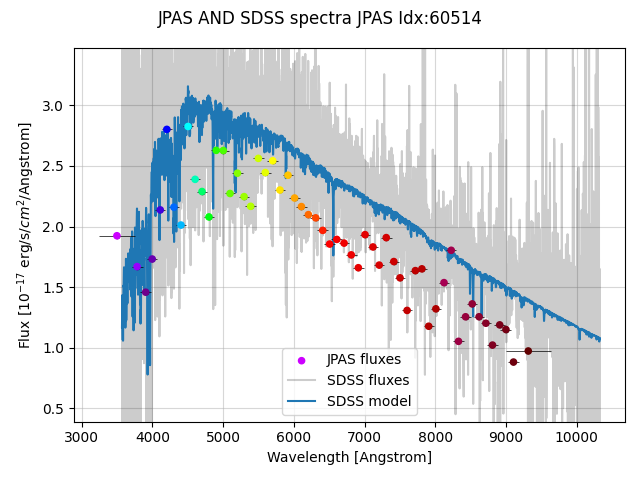 JPAS AND SDSS spectra JPAS Idx:60514
Flux [10⁻¹⁷ erg/s/cm²/Angstrom]
3.0
2.5
2.0
1.5
1.0
0.5
JPAS fluxes
SDSS fluxes
SDSS model
3000 4000 5000 6000 7000 8000 9000 10000
Wavelength [Angstrom]